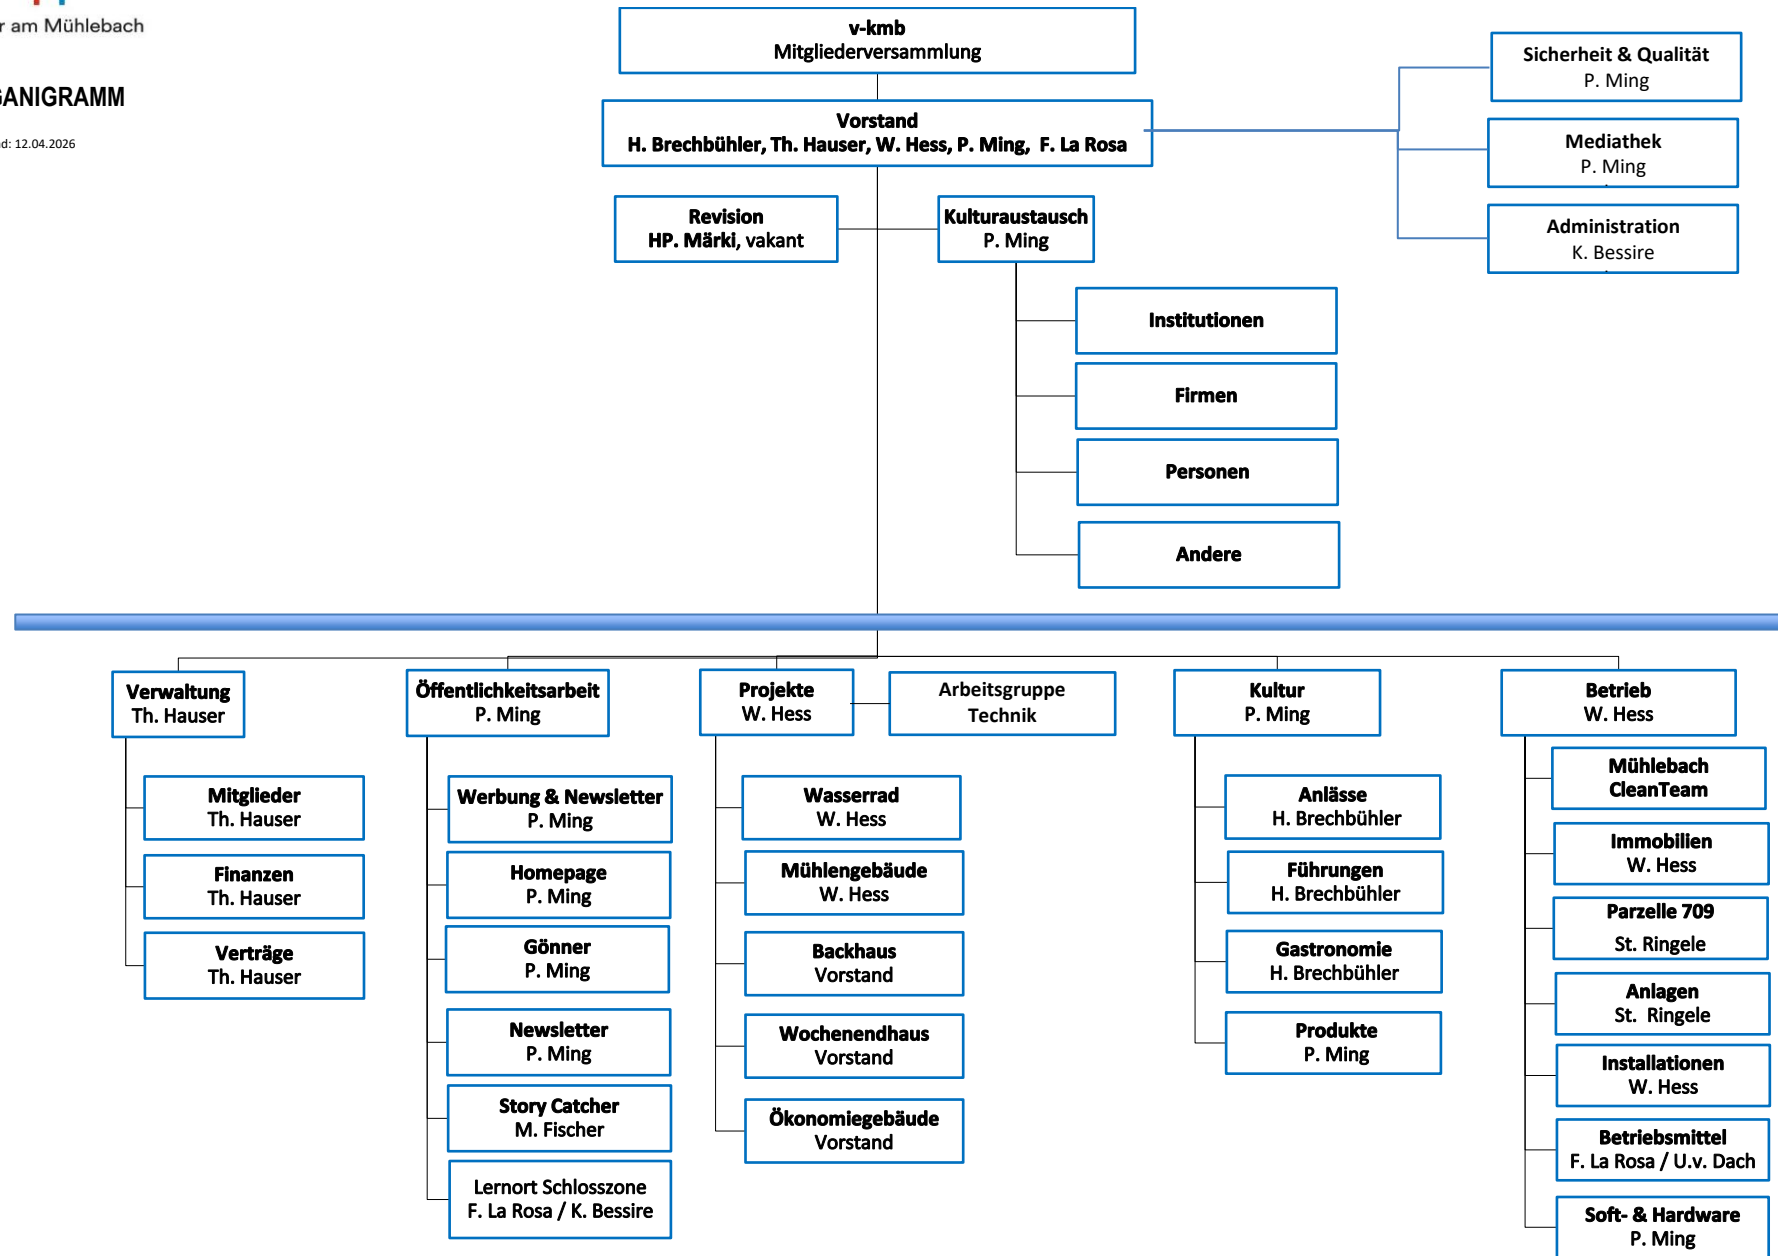 am Mühlebach
v-kmb
Mitgliederversammlung
Sicherheit & Qualität
P. Ming
GANIGRAMM
d: 12.04.2026
Vorstand
H. Brechbühler, Th. Hauser, W. Hess, P. Ming, F. La Rosa
Mediathek
P. Ming
Revision
HP. Märki, vakant
Kulturaustausch
P. Ming
Administration
K. Bessire
Institutionen
Firmen
Personen
Andere
Verwaltung
Th. Hauser
Mitglieder
Th. Hauser
Finanzen
Th. Hauser
Verträge
Th. Hauser
Öffentlichkeitsarbeit
P. Ming
Werbung & Newsletter
P. Ming
Homepage
P. Ming
Gönner
P. Ming
Newsletter
P. Ming
Story Catcher
M. Fischer
Lernort Schlosszone
F. La Rosa / K. Bessire
Projekte
W. Hess
Arbeitsgruppe
Technik
Wasserrad
W. Hess
Mühlengebäude
W. Hess
Backhaus
Vorstand
Wochenendhaus
Vorstand
Ökonomiegebäude
Vorstand
Kultur
P. Ming
Anlässe
H. Brechbühler
Führungen
H. Brechbühler
Gastronomie
H. Brechbühler
Produkte
P. Ming
Betrieb
W. Hess
Mühlebach
CleanTeam
Immobilien
W. Hess
Parzelle 709
St. Ringele
Anlagen
St. Ringele
Installationen
W. Hess
Betriebsmittel
F. La Rosa / U.v. Dach
Soft- & Hardware
P. Ming